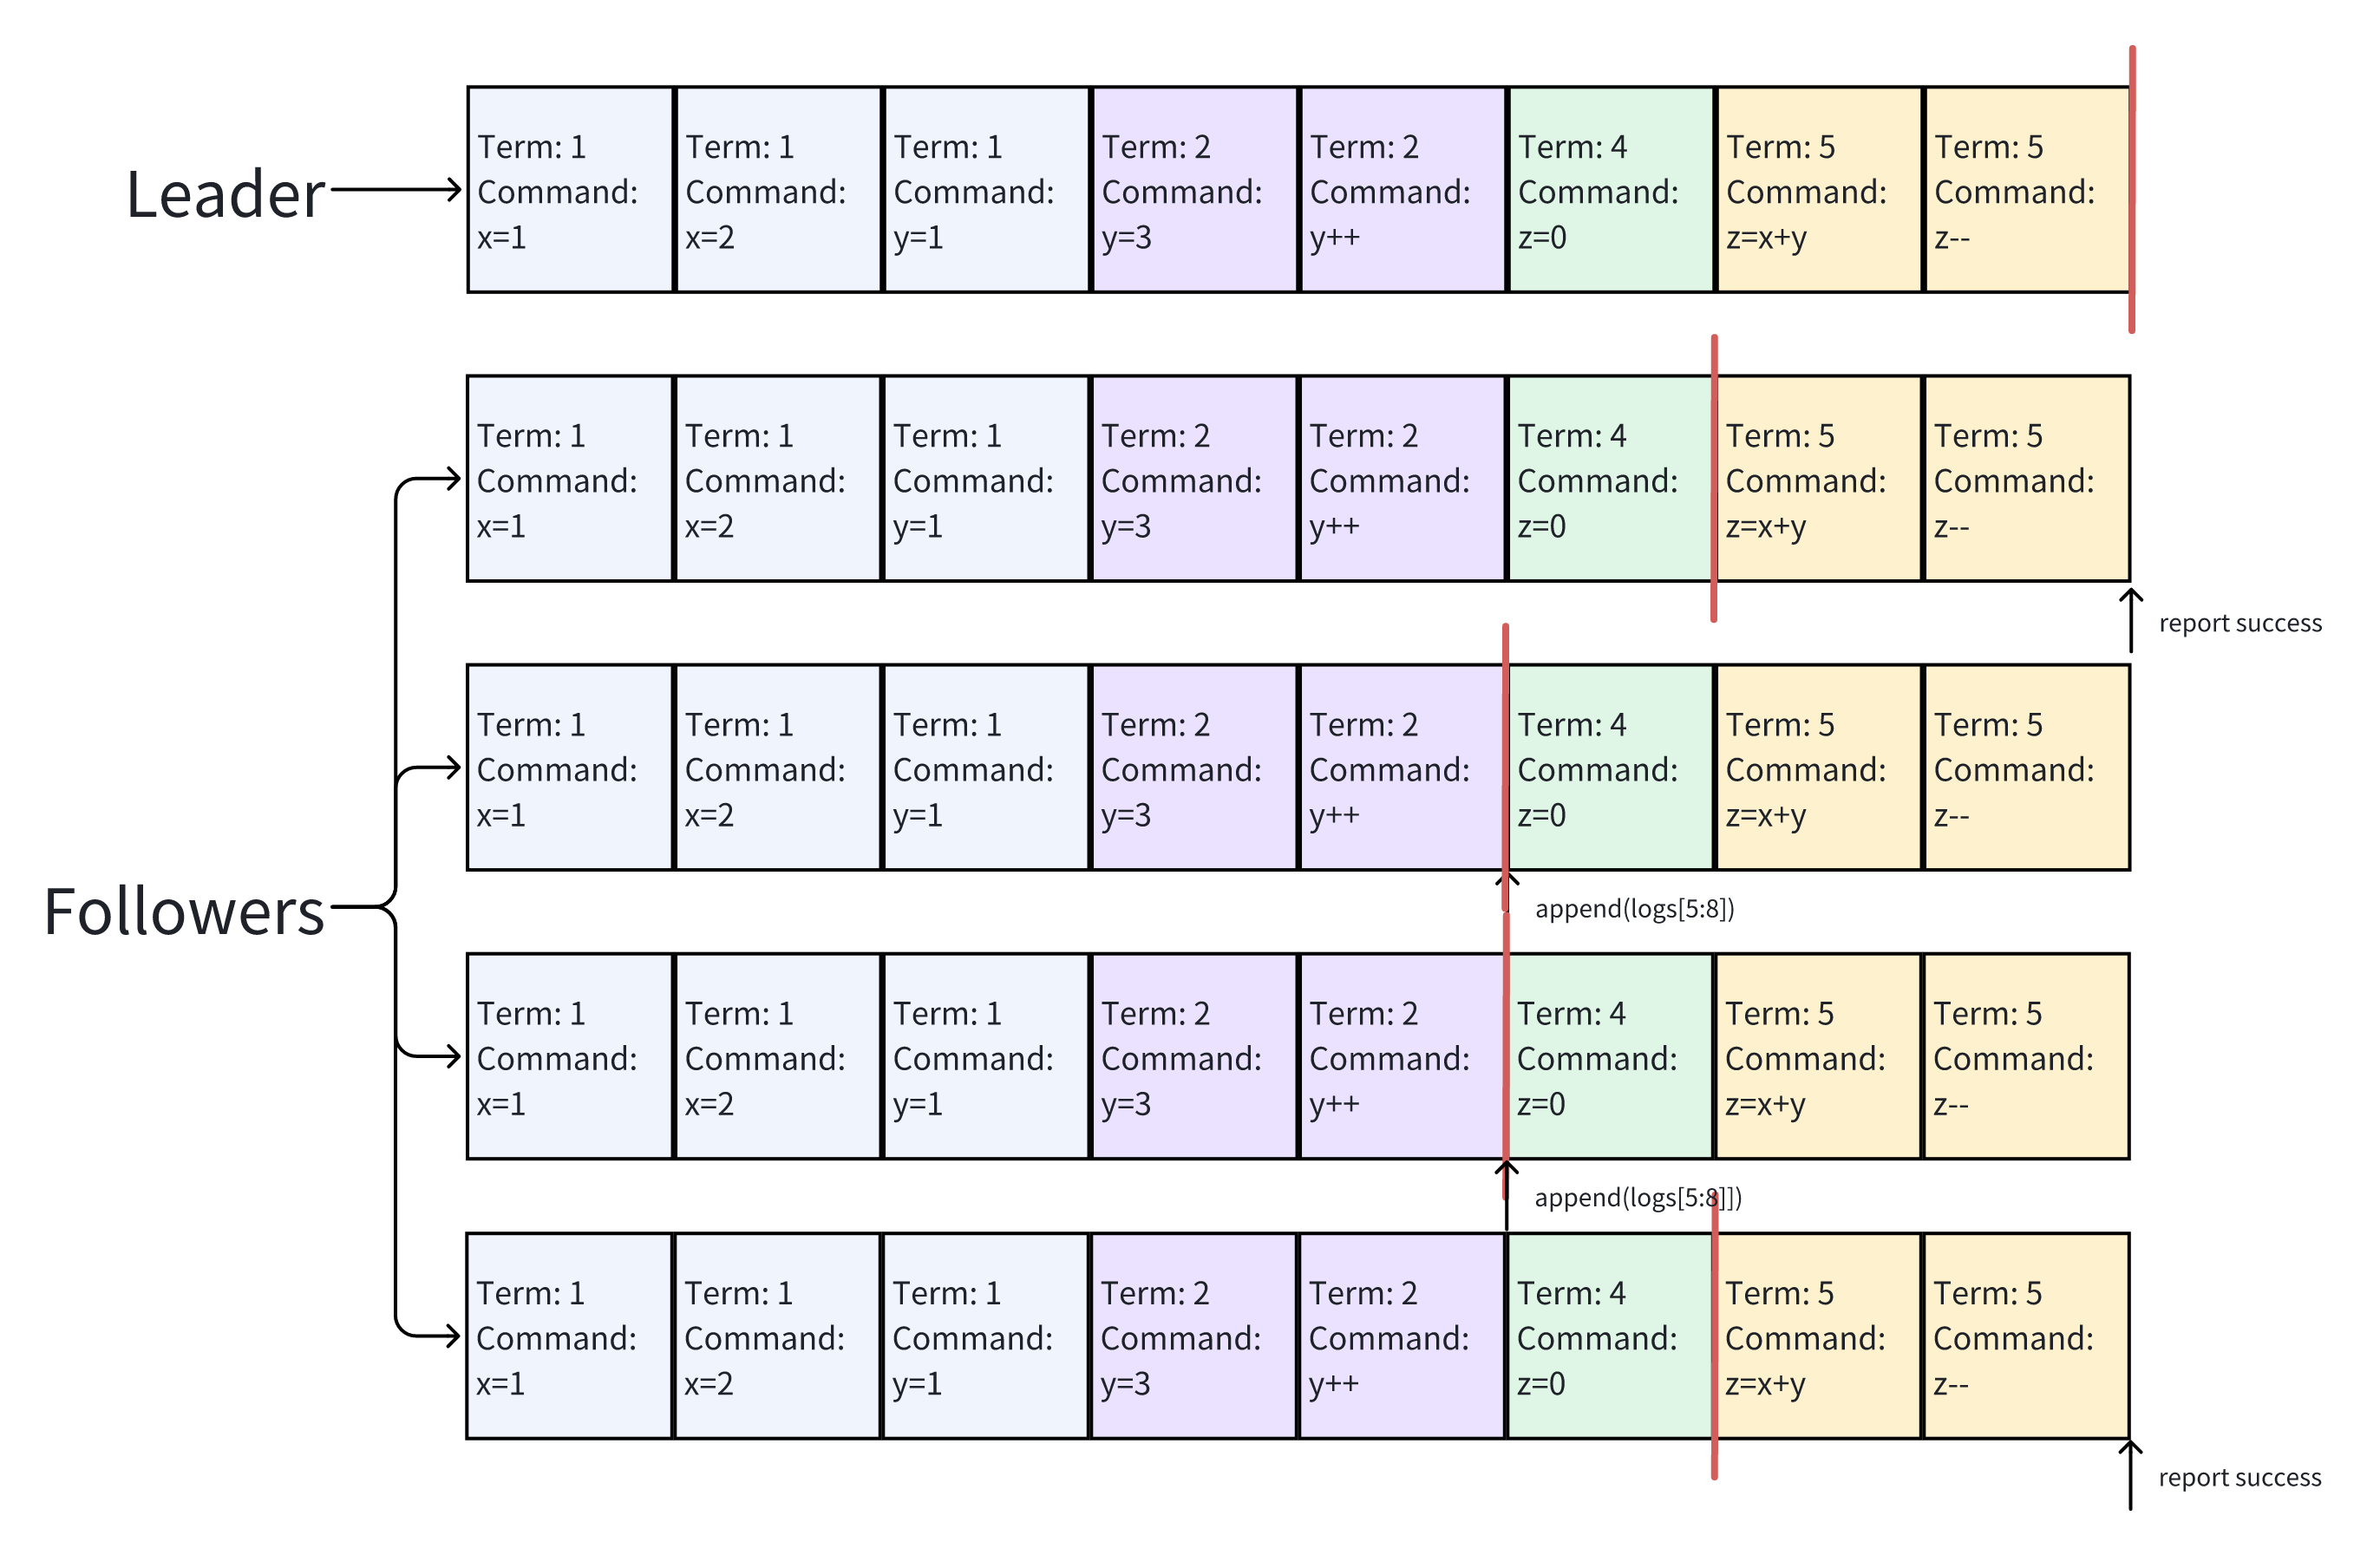 Leader
Term: 1
Command:
x=1
Term: 1
Command:
x=2
Term: 1
Command:
y=1
Term: 2
Command:
y=3
Term: 2
Command:
y++
Term: 4
Command:
z=0
Term: 5
Command:
z=x+y
Term: 5
Command:
z--
Followers
Term: 1
Command:
x=1
Term: 1
Command:
x=2
Term: 1
Command:
y=1
Term: 2
Command:
y=3
Term: 2
Command:
y++
Term: 4
Command:
z=0
Term: 5
Command:
z=x+y
Term: 5
Command:
z--
report success
Term: 1
Command:
x=1
Term: 1
Command:
x=2
Term: 1
Command:
y=1
Term: 2
Command:
y=3
Term: 2
Command:
y++
Term: 4
Command:
z=0
Term: 5
Command:
z=x+y
Term: 5
Command:
z--
append(logs[5:8])
Term: 1
Command:
x=1
Term: 1
Command:
x=2
Term: 1
Command:
y=1
Term: 2
Command:
y=3
Term: 2
Command:
y++
Term: 4
Command:
z=0
Term: 5
Command:
z=x+y
Term: 5
Command:
z--
append(logs[5:8]])
Term: 1
Command:
x=1
Term: 1
Command:
x=2
Term: 1
Command:
y=1
Term: 2
Command:
y=3
Term: 2
Command:
y++
Term: 4
Command:
z=0
Term: 5
Command:
z=x+y
Term: 5
Command:
z--
report success